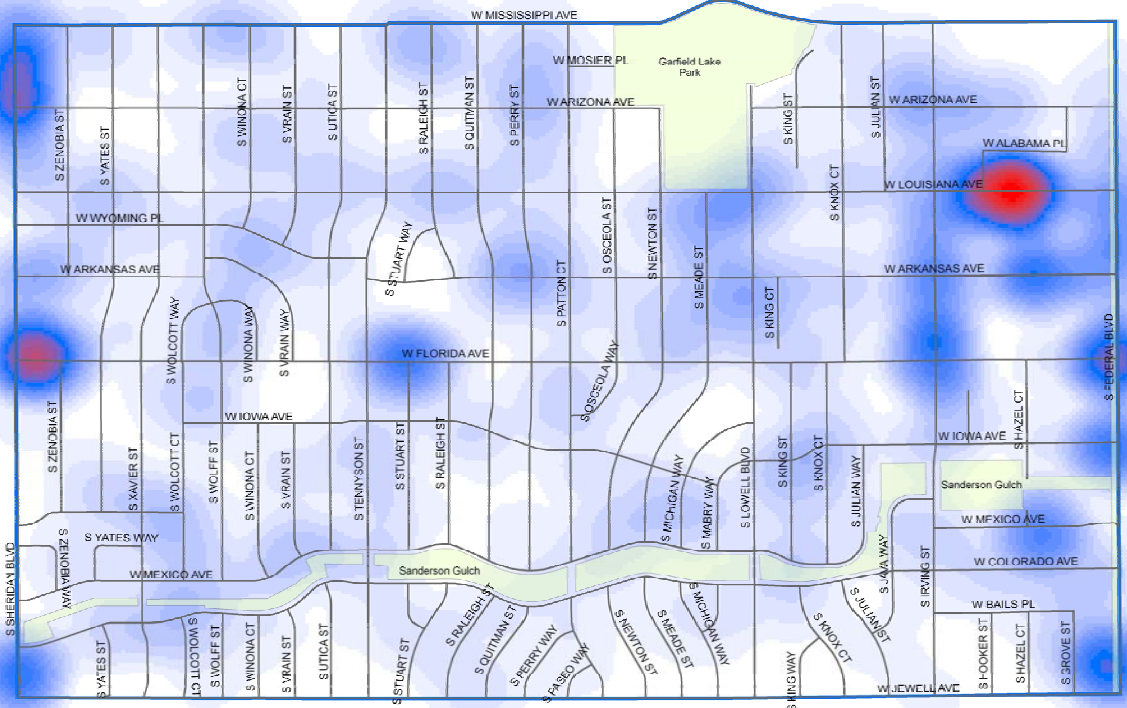 W MISSISSIPPI AVE
W MOSIER PL
Garfield Lake
Park
W ARIZONA AVE
W ARIZONA AVE
S ZENOBIA ST
S YATES ST
S WINONA CT
S VRAIN ST
S UTICA ST
S RALEIGH ST
S QUITMAN ST
S PERRY ST
S KING ST
S JULIAN ST
W ALABAMA PL
W LOUISIANA AVE
S KNOX CT
W WYOMING PL
S STUART WAY
S OSCEOLA ST
S NEWTON ST
S MEADE ST
W ARKANSAS AVE
W ARKANSAS AVE
S PATTON CT
S KING CT
S WOLCOTT WAY
S WINONA WAY
S VRAIN WAY
W FLORIDA AVE
S OSCEOLA WAY
S FEDERAL BLVD
W IOWA AVE
W IOWA AVE
S ZENOBIA ST
S XAVIER ST
S WOLCOTT CT
S WOLFF ST
S WINONA CT
S VRAIN ST
S TENNYSON ST
S STUART ST
S RALEIGH ST
S MICHIGAN WAY
S MABRY WAY
S LOWELL BLVD
S KING ST
S KNOX CT
S JULIAN WAY
S HAZEL CT
Sanderson Gulch
W MEXICO AVE
S YATES WAY
S ZENOBIA WAY
S SHERIDAN BLVD
W MEXICO AVE
Sanderson Gulch
S JAVA WAY
S IRVING ST
W COLORADO AVE
W BAILS PL
S YATES ST
S WOLCOTT CT
S WOLFF ST
S WINONA CT
S VRAIN ST
S UTICA ST
S STUART ST
S RALEIGH ST
S QUITMAN ST
S PERRY WAY
S PASEO WAY
S NEWTON ST
S MEADE ST
S MICHIGAN WAY
S KING WAY
S KNOX CT
S JULIAN ST
S HOOKER ST
S HAZEL CT
S GROVE ST
W JEWELL AVE